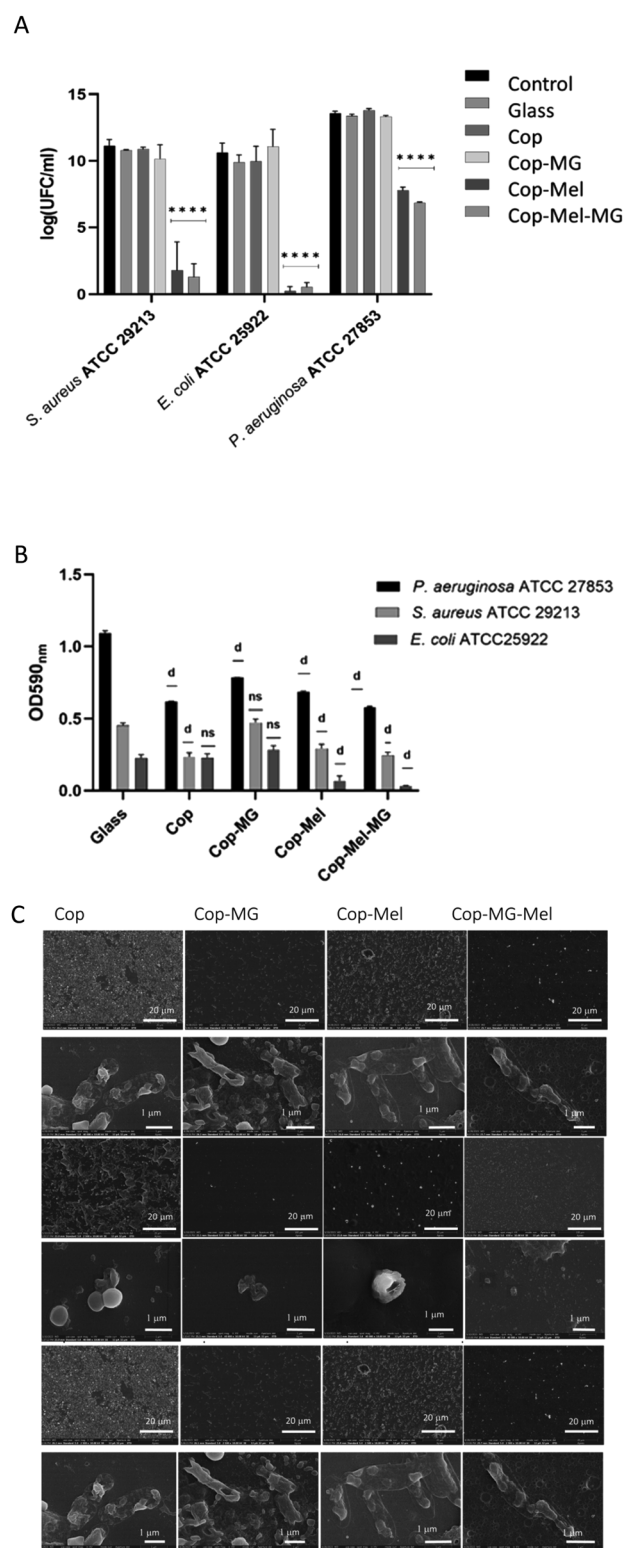 A
Control
Glass
Cop
Cop-MG
Cop-Mel
Cop-Mel-MG
15
10
5
0
log(UFC/ml)
****
****
****
S. aureus ATCC 29213
E. coli ATCC 25922
P. aeruginosa ATCC 27853
B
1.5
1.0
0.5
0.0
OD590nm
P. aeruginosa ATCC 27853
S. aureus ATCC 29213
E. coli ATCC25922
d
d
ns
d
ns
ns
d
d
d
d
d
d
Glass
Cop
Cop-MG
Cop-Mel
Cop-Mel-MG
C
Cop Cop-MG Cop-Mel Cop-MG-Mel
20 µm 20 µm 20 µm 20 µm
1 µm 1 µm 1 µm 1 µm
20 µm 20 µm 20 µm 20 µm
1 µm 1 µm 1 µm 1 µm
20 µm 20 µm 20 µm 20 µm
1 µm 1 µm 1 µm 1 µm